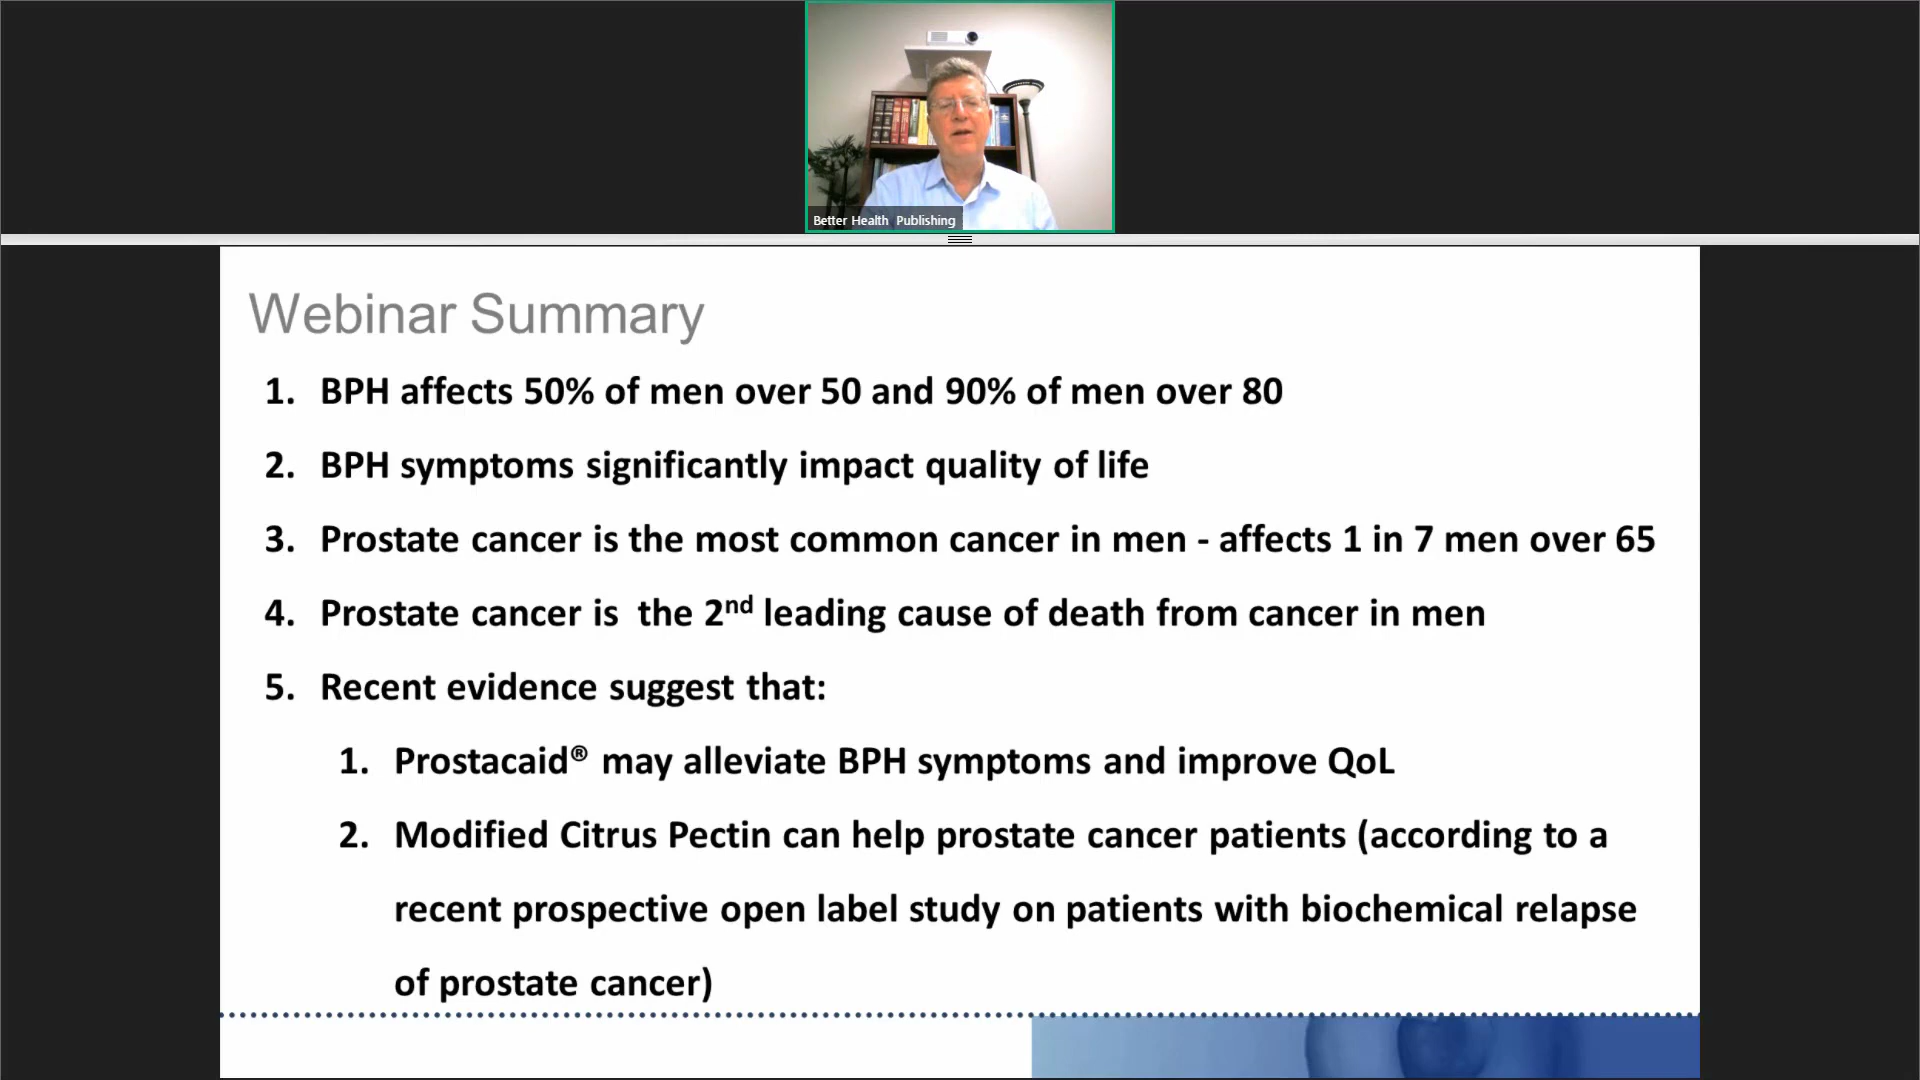 Better Health Publishing
Webinar Summary
1. BPH affects 50% of men over 50 and 90% of men over 80
2. BPH symptoms significantly impact quality of life
3. Prostate cancer is the most common cancer in men - affects 1 in 7 men over 65
4. Prostate cancer is the 2nd leading cause of death from cancer in men
5. Recent evidence suggest that:
1. Prostacaid® may alleviate BPH symptoms and improve QoL
2. Modified Citrus Pectin can help prostate cancer patients (according to a
recent prospective open label study on patients with biochemical relapse
of prostate cancer)